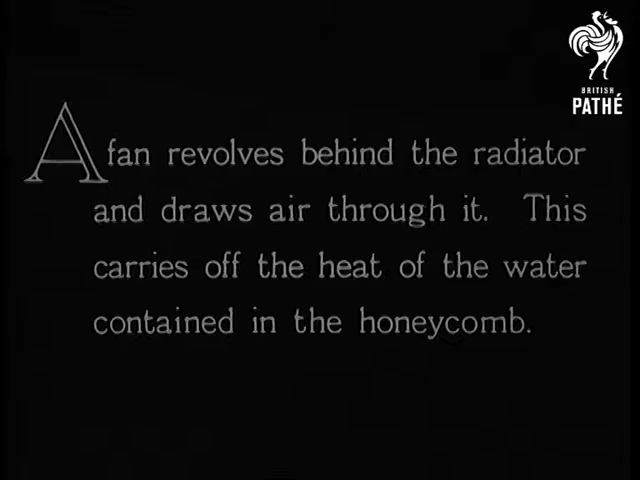 BRITISH
PATHÉ
A fan revolves behind the radiator
and draws air through it. This
carries off the heat of the water
contained in the honeycomb.